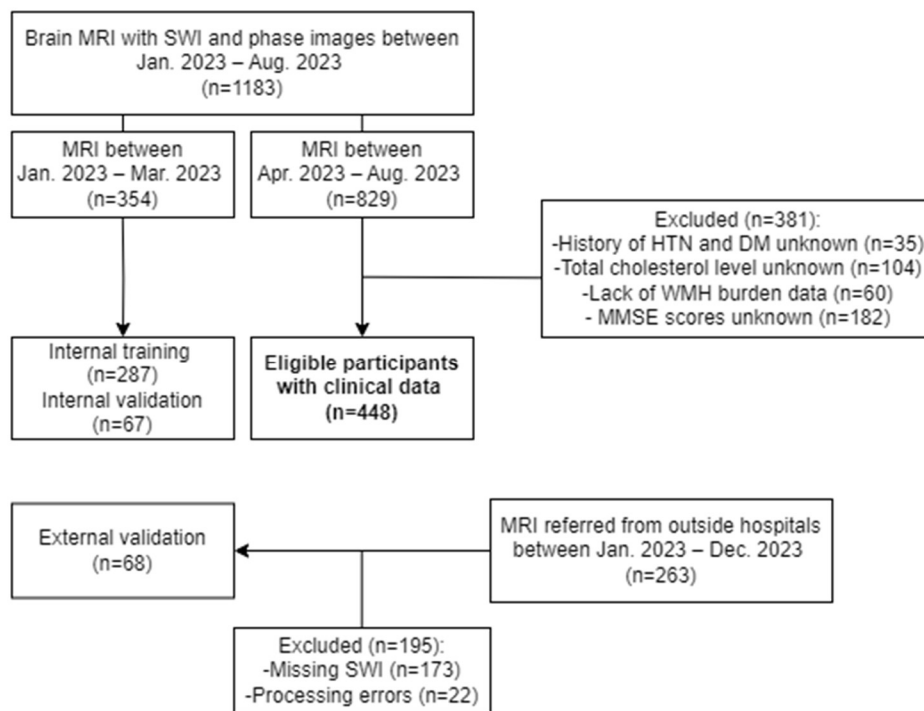 Brain MRI with SWI and phase images between
Jan. 2023 – Aug. 2023
(n=1183)
MRI between
Jan. 2023 – Mar. 2023
(n=354)
MRI between
Apr. 2023 – Aug. 2023
(n=829)
Excluded (n=381):
-History of HTN and DM unknown (n=35)
-Total cholesterol level unknown (n=104)
-Lack of WMH burden data (n=60)
- MMSE scores unknown (n=182)
Internal training
(n=287)
Internal validation
(n=67)
Eligible participants
with clinical data
(n=448)
External validation
(n=68)
MRI referred from outside hospitals
between Jan. 2023 – Dec. 2023
(n=263)
Excluded (n=195):
-Missing SWI (n=173)
-Processing errors (n=22)